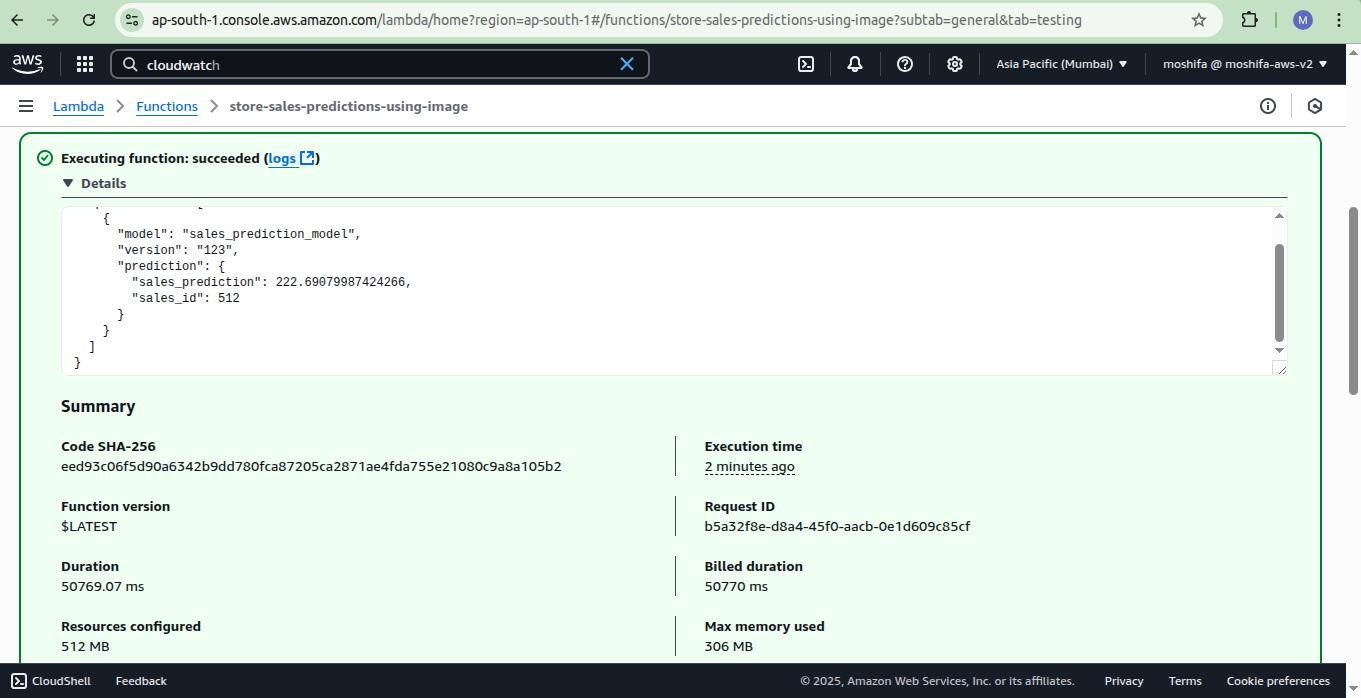 ap-south-1.console.aws.amazon.com/lambda/home?region=ap-south-1#/functions/store-sales-predictions-using-image?subtab=general&tab=testing
M
aws
cloudwatch
Asia Pacific (Mumbai)
moshifa @ moshifa-aws-v2
Lambda
Functions
store-sales-predictions-using-image
Executing function: succeeded (logs)
Details
{
"model": "sales_prediction_model",
"version": "123",
"prediction": {
"sales_prediction": 222.69079987424266,
"sales_id": 512
}
}
]
}
Summary
Code SHA-256
eed93c06f5d90a6342b9dd780fca87205ca2871ae4fda755e21080c9a8a105b2
Execution time
2 minutes ago
Function version
$LATEST
Request ID
b5a32f8e-d8a4-45f0-aacb-0e1d609c85cf
Duration
50769.07 ms
Billed duration
50770 ms
Resources configured
512 MB
Max memory used
306 MB
CloudShell
Feedback
© 2025, Amazon Web Services, Inc. or its affiliates.
Privacy
Terms
Cookie preferences